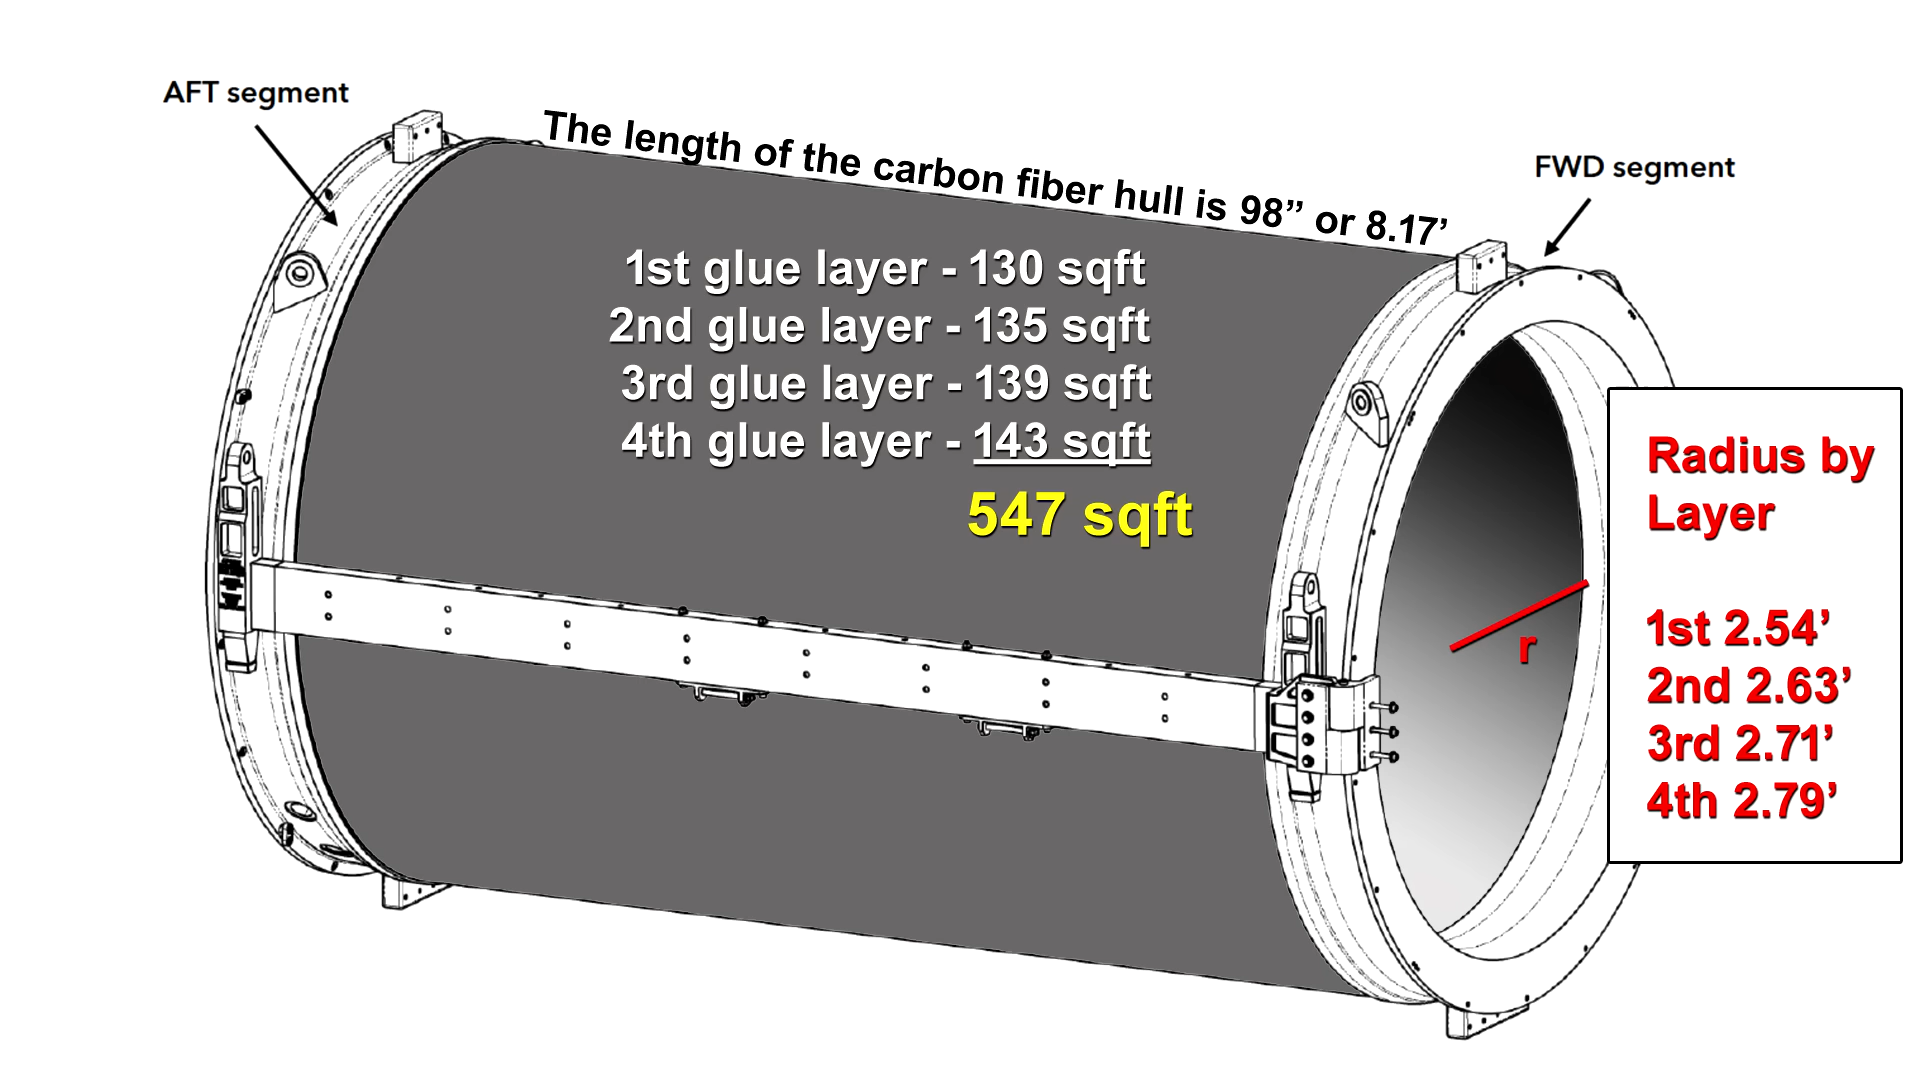 AFT segment
The length of the carbon fiber hull is 98” or 8.17’
FWD segment
1st glue layer - 130 sqft
2nd glue layer - 135 sqft
3rd glue layer - 139 sqft
4th glue layer - 143 sqft
547 sqft
Radius by
Layer
1st 2.54’
2nd 2.63’
3rd 2.71’
4th 2.79’
r